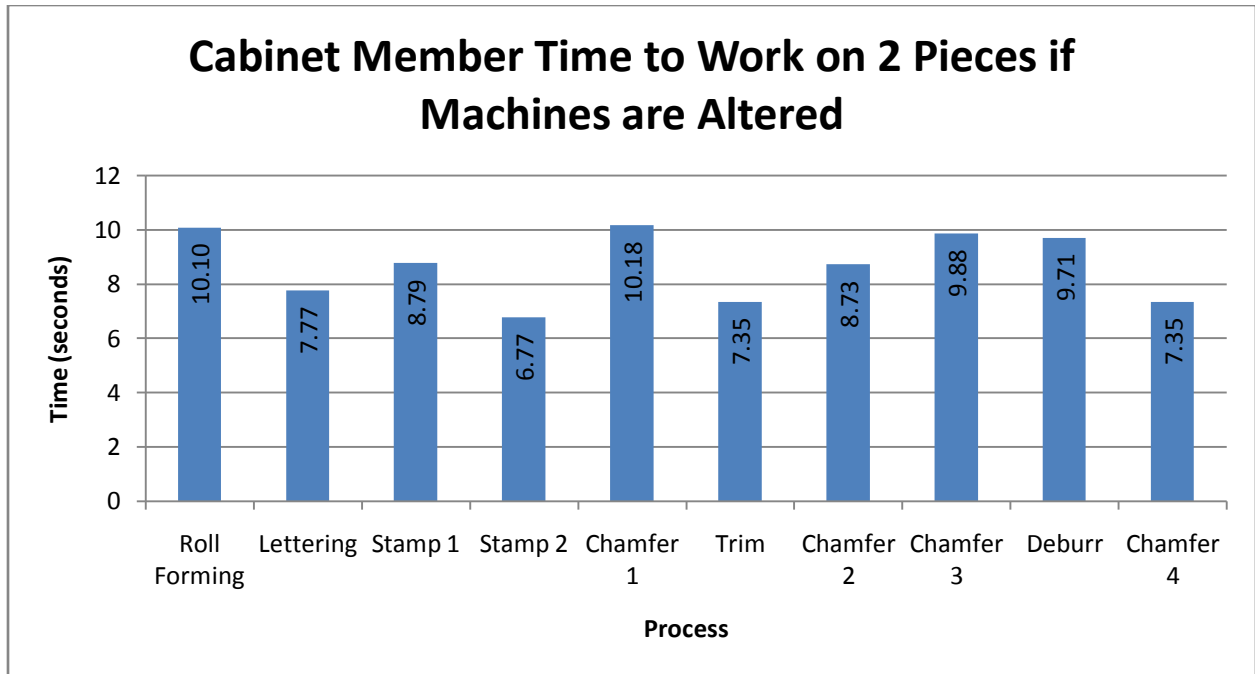 Cabinet Member Time to Work on 2 Pieces if
Machines are Altered
Time (seconds)
12
10
8
6
4
2
0
10.10
7.77
8.79
6.77
10.18
7.35
8.73
9.88
9.71
7.35
Roll
Forming
Lettering
Stamp 1
Stamp 2
Chamfer
1
Trim
Chamfer
2
Chamfer
3
Deburr
Chamfer
4
Process